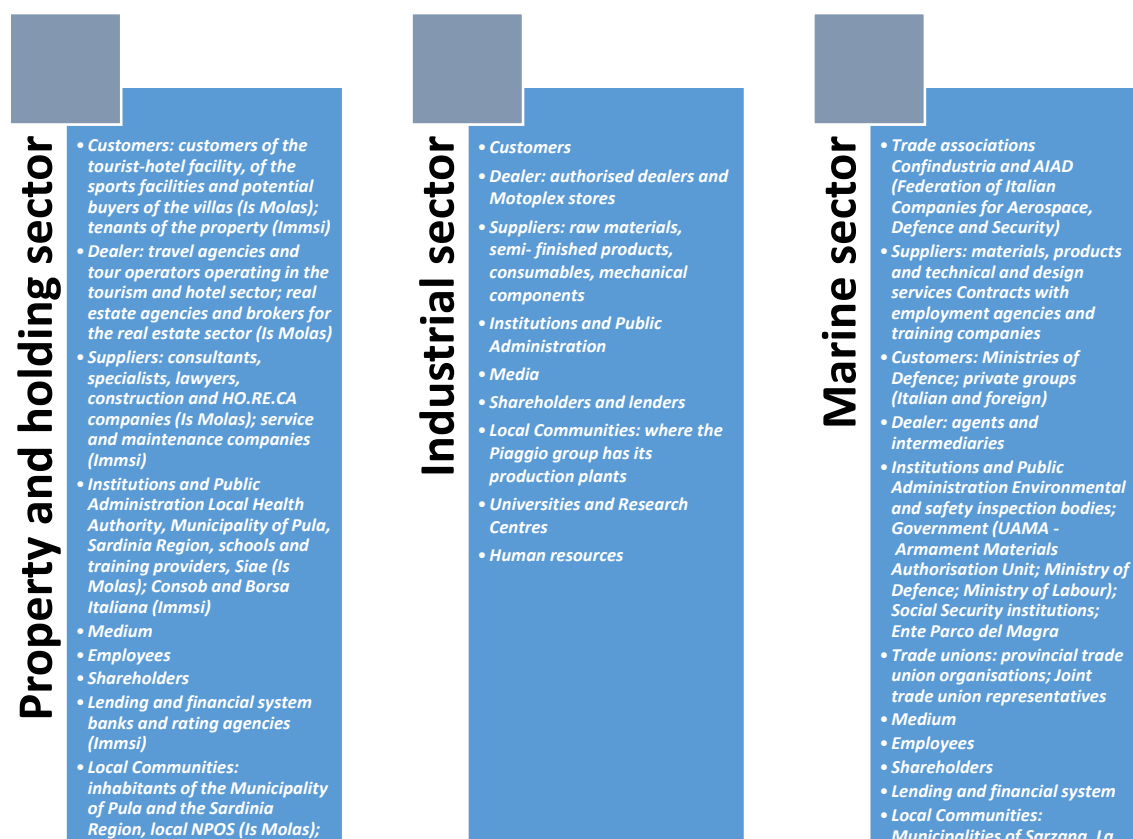 Property and holding sector
• Customers: customers of the
tourist-hotel facility, of the
sports facilities and potential
buyers of the villas (Is Molas);
tenants of the property (Immsi)
• Dealer: travel agencies and
tour operators operating in the
tourism and hotel sector; real
estate agencies and brokers for
the real estate sector (Is Molas)
• Suppliers: consultants,
specialists, lawyers,
construction and HO.RE.CA
companies (Is Molas); service
and maintenance companies
(Immsi)
• Institutions and Public
Administration Local Health
Authority, Municipality of Pula,
Sardinia Region, schools and
training providers, Siae (Is
Molas); Consob and Borsa
Italiana (Immsi)
• Medium
• Employees
• Shareholders
• Lending and financial system
banks and rating agencies
(Immsi)
• Local Communities:
inhabitants of the Municipality
of Pula and the Sardinia
Region, local NPOS (Is Molas);
Industrial sector
• Customers
• Dealer: authorised dealers and
Motoplex stores
• Suppliers: raw materials,
semi- finished products,
consumables, mechanical
components
• Institutions and Public
Administration
• Media
• Shareholders and lenders
• Local Communities: where the
Piaggio group has its
production plants
• Universities and Research
Centres
• Human resources
Marine sector
• Trade associations
Confindustria and AIAD
(Federation of Italian
Companies for Aerospace,
Defence and Security)
• Suppliers: materials, products
and technical and design
services Contracts with
employment agencies and
training companies
• Customers: Ministries of
Defence; private groups
(Italian and foreign)
• Dealer: agents and
intermediaries
• Institutions and Public
Administration Environmental
and safety inspection bodies;
Government (UAMA -
Armament Materials
Authorisation Unit; Ministry of
Defence; Ministry of Labour);
Social Security institutions;
Ente Parco del Magra
• Trade unions: provincial trade
union organisations; Joint
trade union representatives
• Medium
• Employees
• Shareholders
• Lending and financial system
• Local Communities:
Municipalities of Sarzana, La